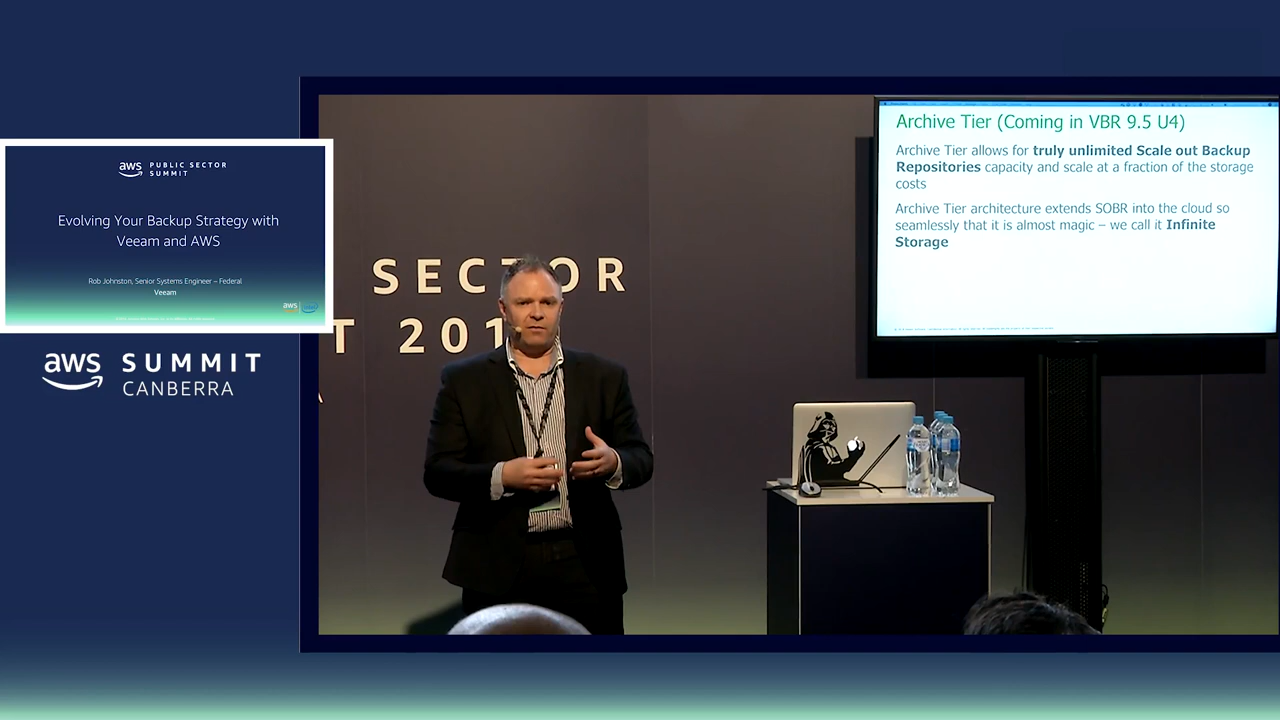 aws PUBLIC SECTOR
SUMMIT
Evolving Your Backup Strategy with
Veeam and AWS
Rob Johnston, Senior Systems Engineer – Federal
Veeam
aws
aws SUMMIT
CANBERRA
SECTOR
T 201
Archive Tier (Coming in VBR 9.5 U4)
Archive Tier allows for truly unlimited Scale out Backup
Repositories capacity and scale at a fraction of the storage
costs
Archive Tier architecture extends SOBR into the cloud so
seamlessly that it is almost magic – we call it Infinite
Storage